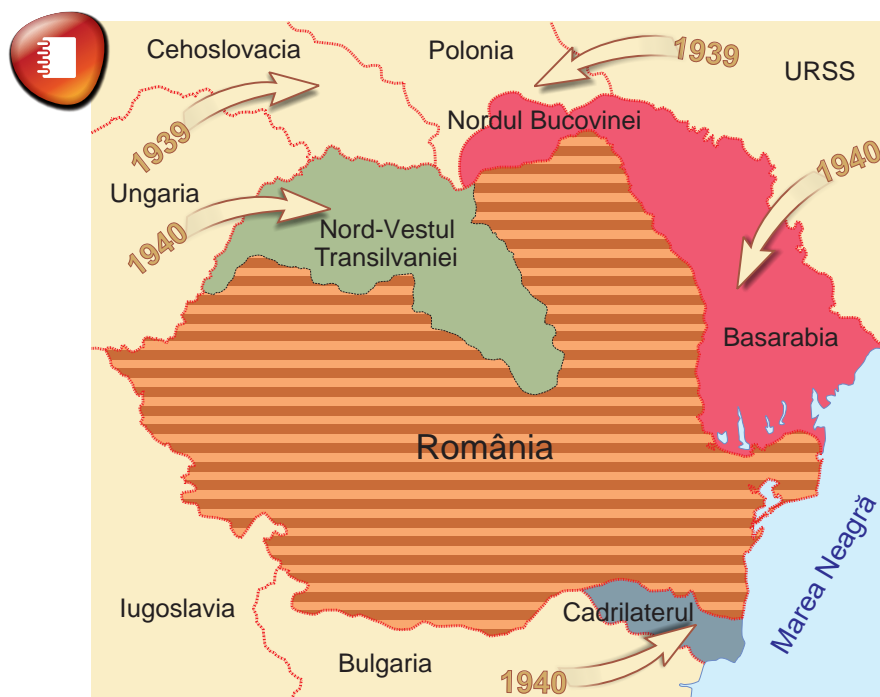 Cehoslovacia
Polonia
1939
URSS
1939
Nordul Bucovinei
1940
Ungaria
1940
Nord-Vestul
Transilvaniei
Basarabia
România
Marea Neagră
Iugoslavia
Cadrilaterul
Bulgaria
1940